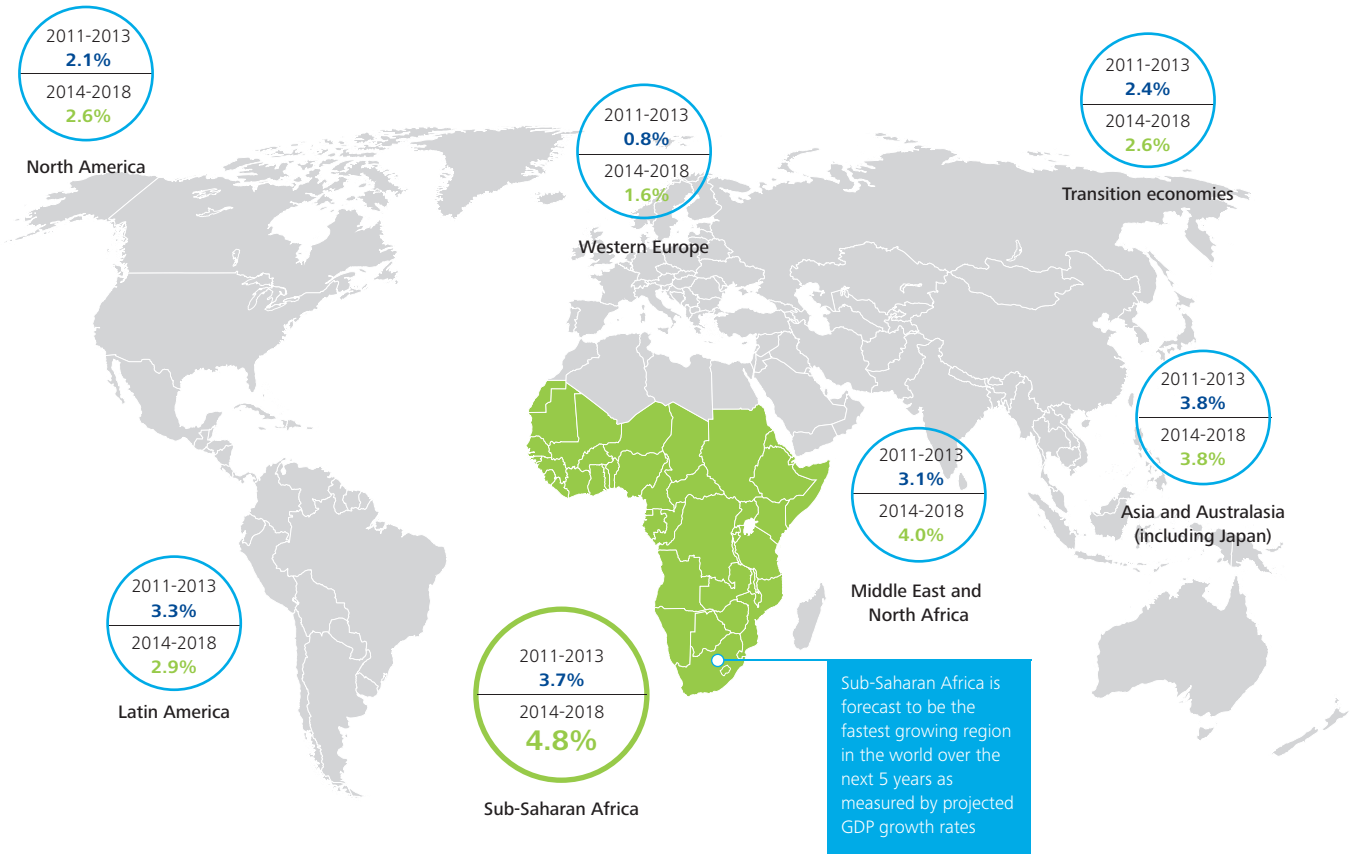 2011-2013
2.1%
2014-2018
2.6%
North America
2011-2013
0.8%
2014-2018
1.6%
Western Europe
2011-2013
2.4%
2014-2018
2.6%
Transition economies
2011-2013
3.8%
2014-2018
3.8%
Asia and Australasia
(including Japan)
2011-2013
3.1%
2014-2018
4.0%
Middle East and
North Africa
2011-2013
3.3%
2014-2018
2.9%
Latin America
2011-2013
3.7%
2014-2018
4.8%
Sub-Saharan Africa
Sub-Saharan Africa is
forecast to be the
fastest growing region
in the world over the
next 5 years as
measured by projected
GDP growth rates